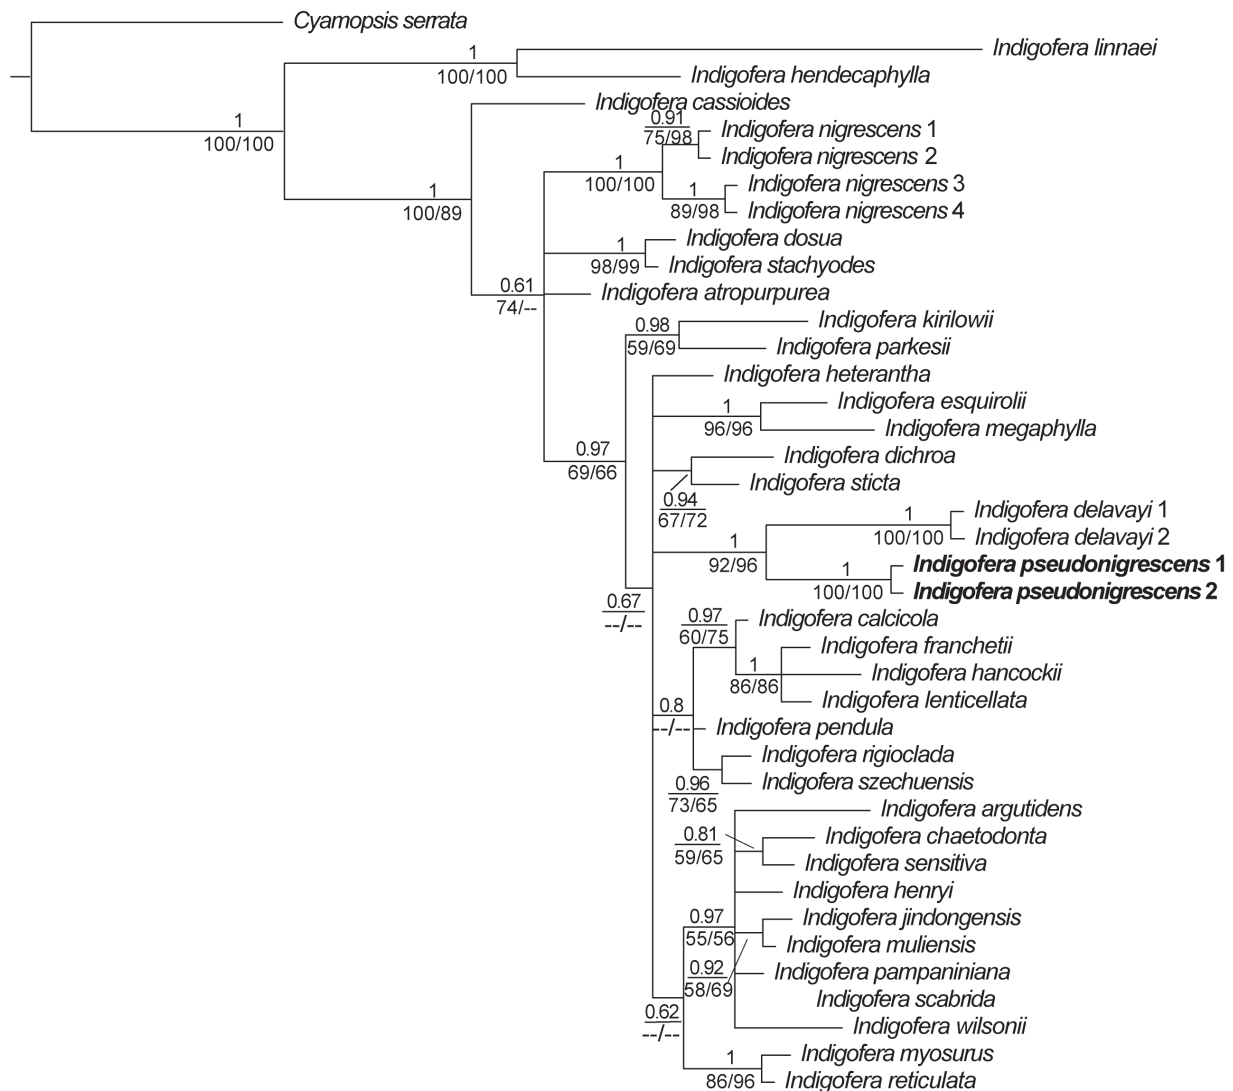 Cyamopsis serrata
Indigofera linnaei
1
100/100
Indigofera hendecaphylla
Indigofera cassioides
1
100/100
0.91
75/98
Indigofera nigrescens 1
Indigofera nigrescens 2
1
100/100
Indigofera nigrescens 3
1
89/98
Indigofera nigrescens 4
1
100/89
Indigofera dosua
1
98/99
Indigofera stachyodes
0.61
74/--
Indigofera atropurpurea
Indigofera kirilowii
0.98
59/69
Indigofera parkesii
Indigofera heterantha
Indigofera esquirolii
1
96/96
Indigofera megaphylla
0.97
69/66
Indigofera dichroa
Indigofera sticta
0.94
67/72
Indigofera delavayi 1
1
100/100
Indigofera delavayi 2
1
92/96
Indigofera pseudonigrescens 1
1
100/100
Indigofera pseudonigrescens 2
0.67
--/--
0.97
60/75
Indigofera calcicola
Indigofera franchetii
1
86/86
Indigofera hancockii
Indigofera lenticellata
0.8
--/--
Indigofera pendula
Indigofera rigioclada
Indigofera szechuensis
0.96
73/65
Indigofera argutidens
0.81
59/65
Indigofera chaetodonta
Indigofera sensitiva
Indigofera henryi
0.97
55/56
Indigofera jindongensis
Indigofera muliensis
0.92
58/69
Indigofera pampaniniana
Indigofera scabrida
0.62
--/--
Indigofera wilsonii
Indigofera myosurus
1
86/96
Indigofera reticulata